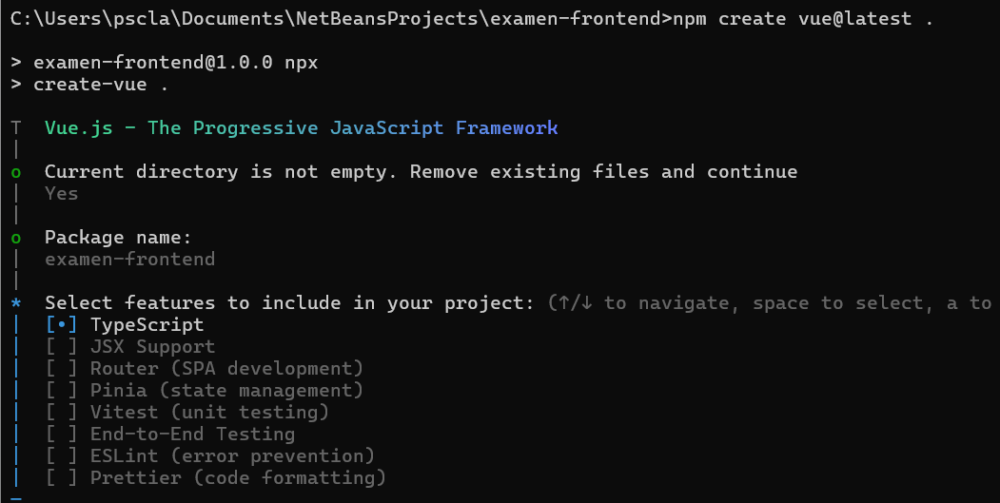 C:\Users\pscla\Documents\NetBeansProjects\examen-frontend>npm create vue@latest .
> examen-frontend@1.0.0 npx
> create-vue .
T  Vue.js - The Progressive JavaScript Framework
|
o  Current directory is not empty. Remove existing files and continue
|  Yes
|
o  Package name:
|  examen-frontend
|
*  Select features to include in your project: (↑/↓ to navigate, space to select, a to
|  [•] TypeScript
|  [ ] JSX Support
|  [ ] Router (SPA development)
|  [ ] Pinia (state management)
|  [ ] Vitest (unit testing)
|  [ ] End-to-End Testing
|  [ ] ESLint (error prevention)
|  [ ] Prettier (code formatting)
—